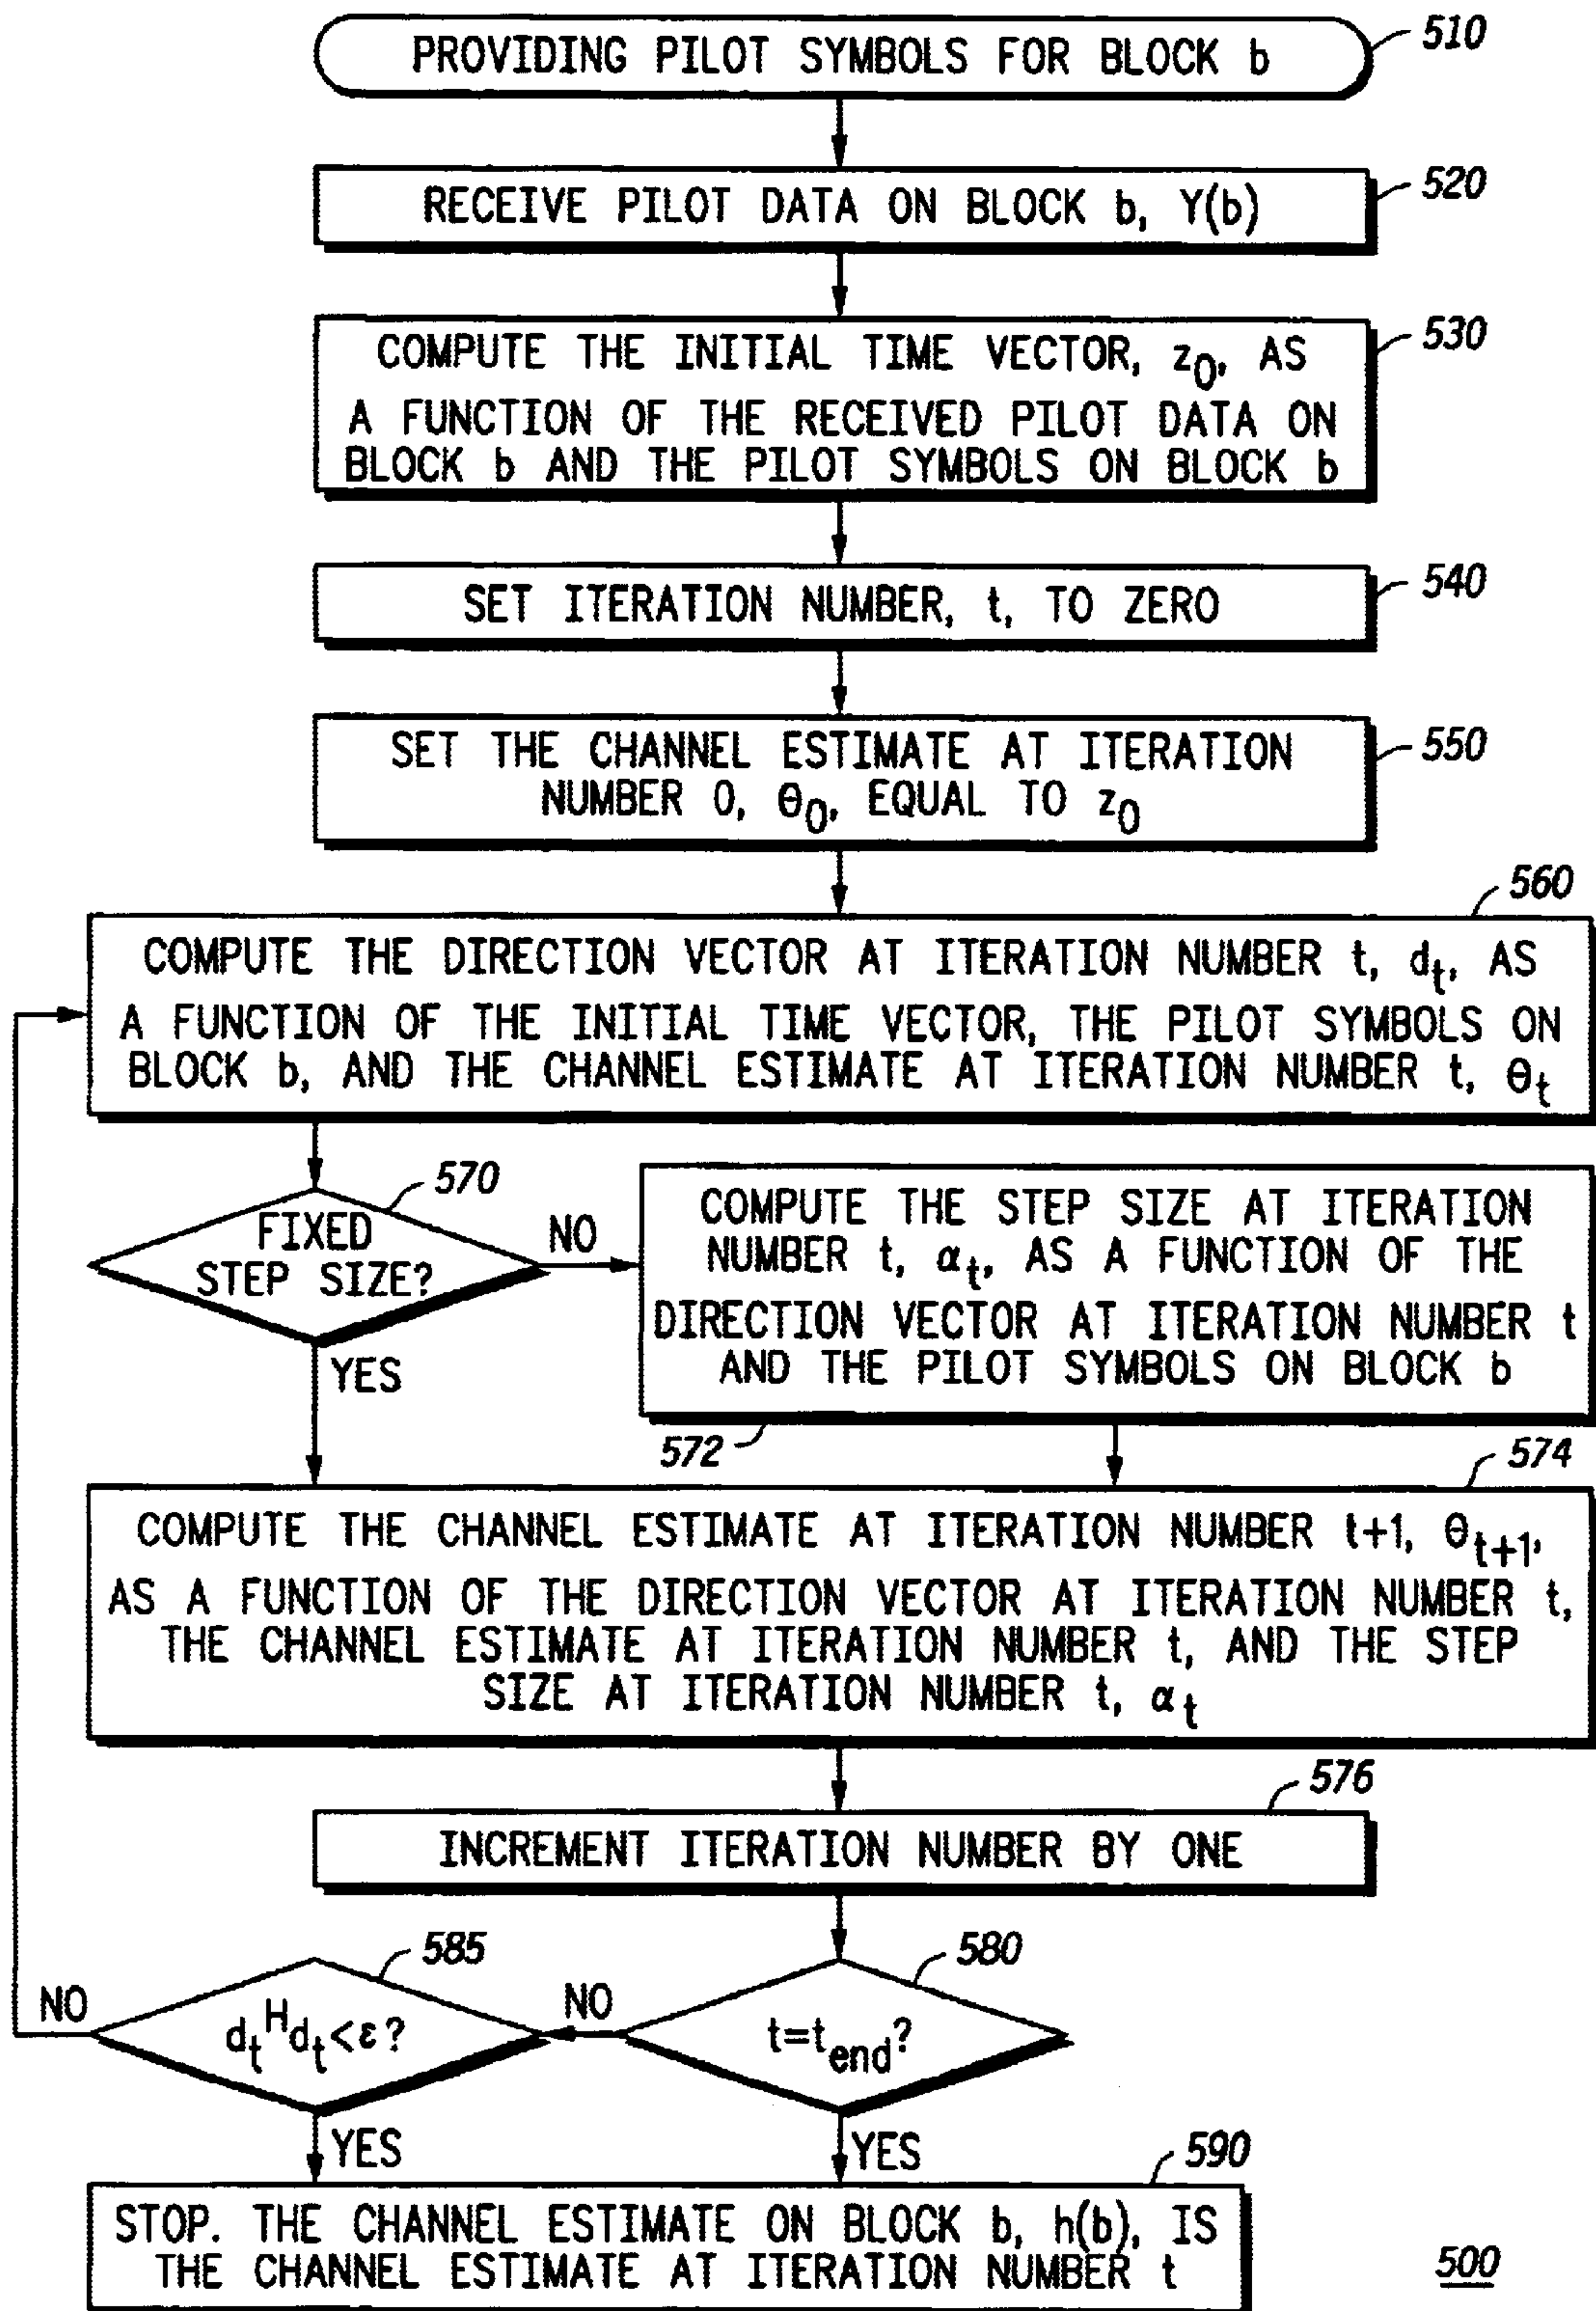 PROVIDING PILOT SYMBOLS FOR BLOCK b
510
RECEIVE PILOT DATA ON BLOCK b, Y(b)
520
COMPUTE THE INITIAL TIME VECTOR, z₀, AS
A FUNCTION OF THE RECEIVED PILOT DATA ON
BLOCK b AND THE PILOT SYMBOLS ON BLOCK b
530
SET ITERATION NUMBER, t, TO ZERO
540
SET THE CHANNEL ESTIMATE AT ITERATION
NUMBER 0, θ₀, EQUAL TO z₀
550
560
COMPUTE THE DIRECTION VECTOR AT ITERATION NUMBER t, dₜ, AS
A FUNCTION OF THE INITIAL TIME VECTOR, THE PILOT SYMBOLS ON
BLOCK b, AND THE CHANNEL ESTIMATE AT ITERATION NUMBER t, θₜ
570
FIXED
STEP SIZE?
NO
YES
COMPUTE THE STEP SIZE AT ITERATION
NUMBER t, αₜ, AS A FUNCTION OF THE
DIRECTION VECTOR AT ITERATION NUMBER t
AND THE PILOT SYMBOLS ON BLOCK b
572
574
COMPUTE THE CHANNEL ESTIMATE AT ITERATION NUMBER t+1, θₜ₊₁,
AS A FUNCTION OF THE DIRECTION VECTOR AT ITERATION NUMBER t,
THE CHANNEL ESTIMATE AT ITERATION NUMBER t, AND THE STEP
SIZE AT ITERATION NUMBER t, αₜ
576
INCREMENT ITERATION NUMBER BY ONE
580
t=t_end?
NO
YES
585
dₜᴴdₜ<ε?
NO
YES
590
STOP. THE CHANNEL ESTIMATE ON BLOCK b, h(b), IS
THE CHANNEL ESTIMATE AT ITERATION NUMBER t
500